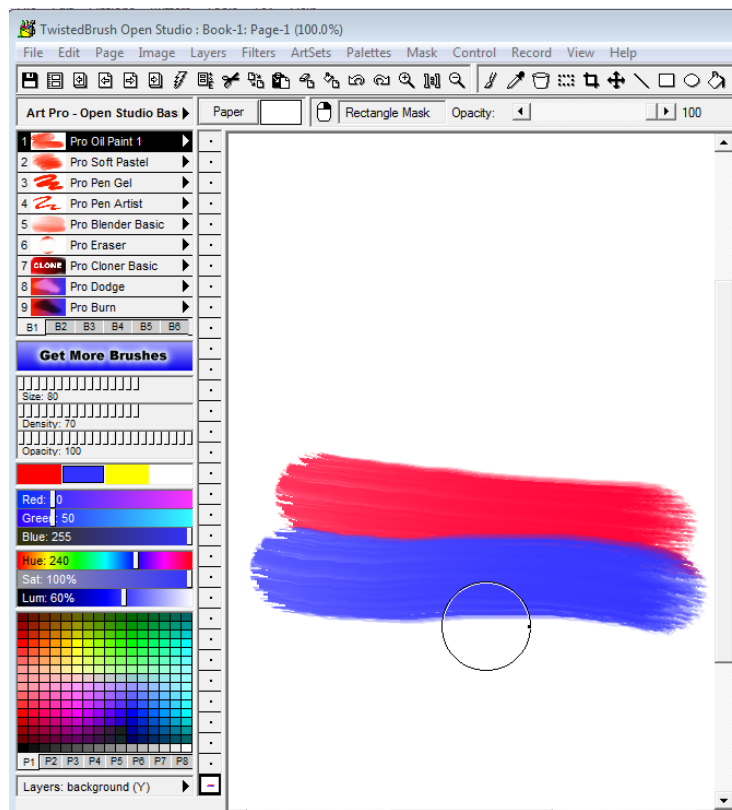 TwistedBrush Open Studio : Book-1: Page-1 (100.0%)
File Edit Page Image Layers Filters ArtSets Palettes Mask Control Record View Help
Art Pro - Open Studio Bas Paper Rectangle Mask Opacity: 100
1 Pro Oil Paint 1
2 Pro Soft Pastel
3 Pro Pen Gel
4 Pro Pen Artist
5 Pro Blender Basic
6 Pro Eraser
7 CLONE Pro Cloner Basic
8 Pro Dodge
9 Pro Burn
B1 B2 B3 B4 B5 B6
Get More Brushes
Size: 80
Density: 70
Opacity: 100
Red: 0
Green: 50
Blue: 255
Hue: 240
Sat: 100%
Lum: 60%
P1 P2 P3 P4 P5 P6 P7 P8
Layers: background (Y)